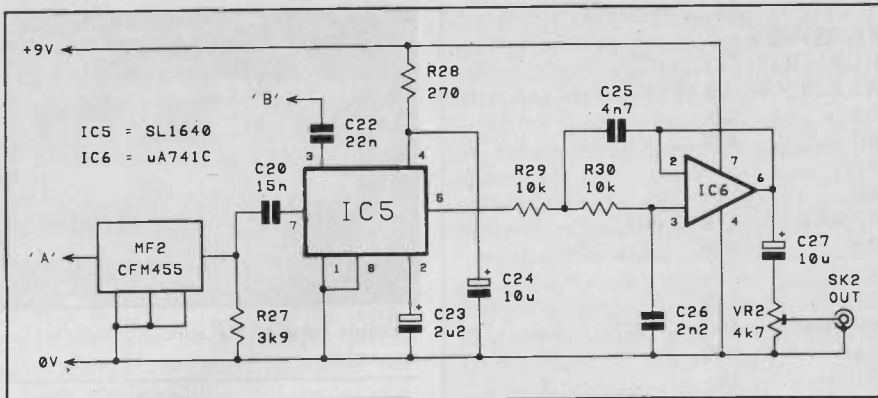 +9V
R28
270
'B'
C25
4n7
IC5 = SL1640
IC6 = uA741C
C22
22n
3
4
C20
15n
R29
10k
R30
10k
2
7
IC6
6
3
4
IC5
6
7
MF2
CFM455
'A'
1
8
2
C27
10u
+
SK2
OUT
C24
10u
+
R27
3k9
C23
2u2
+
C26
2n2
VR2
4k7
0V